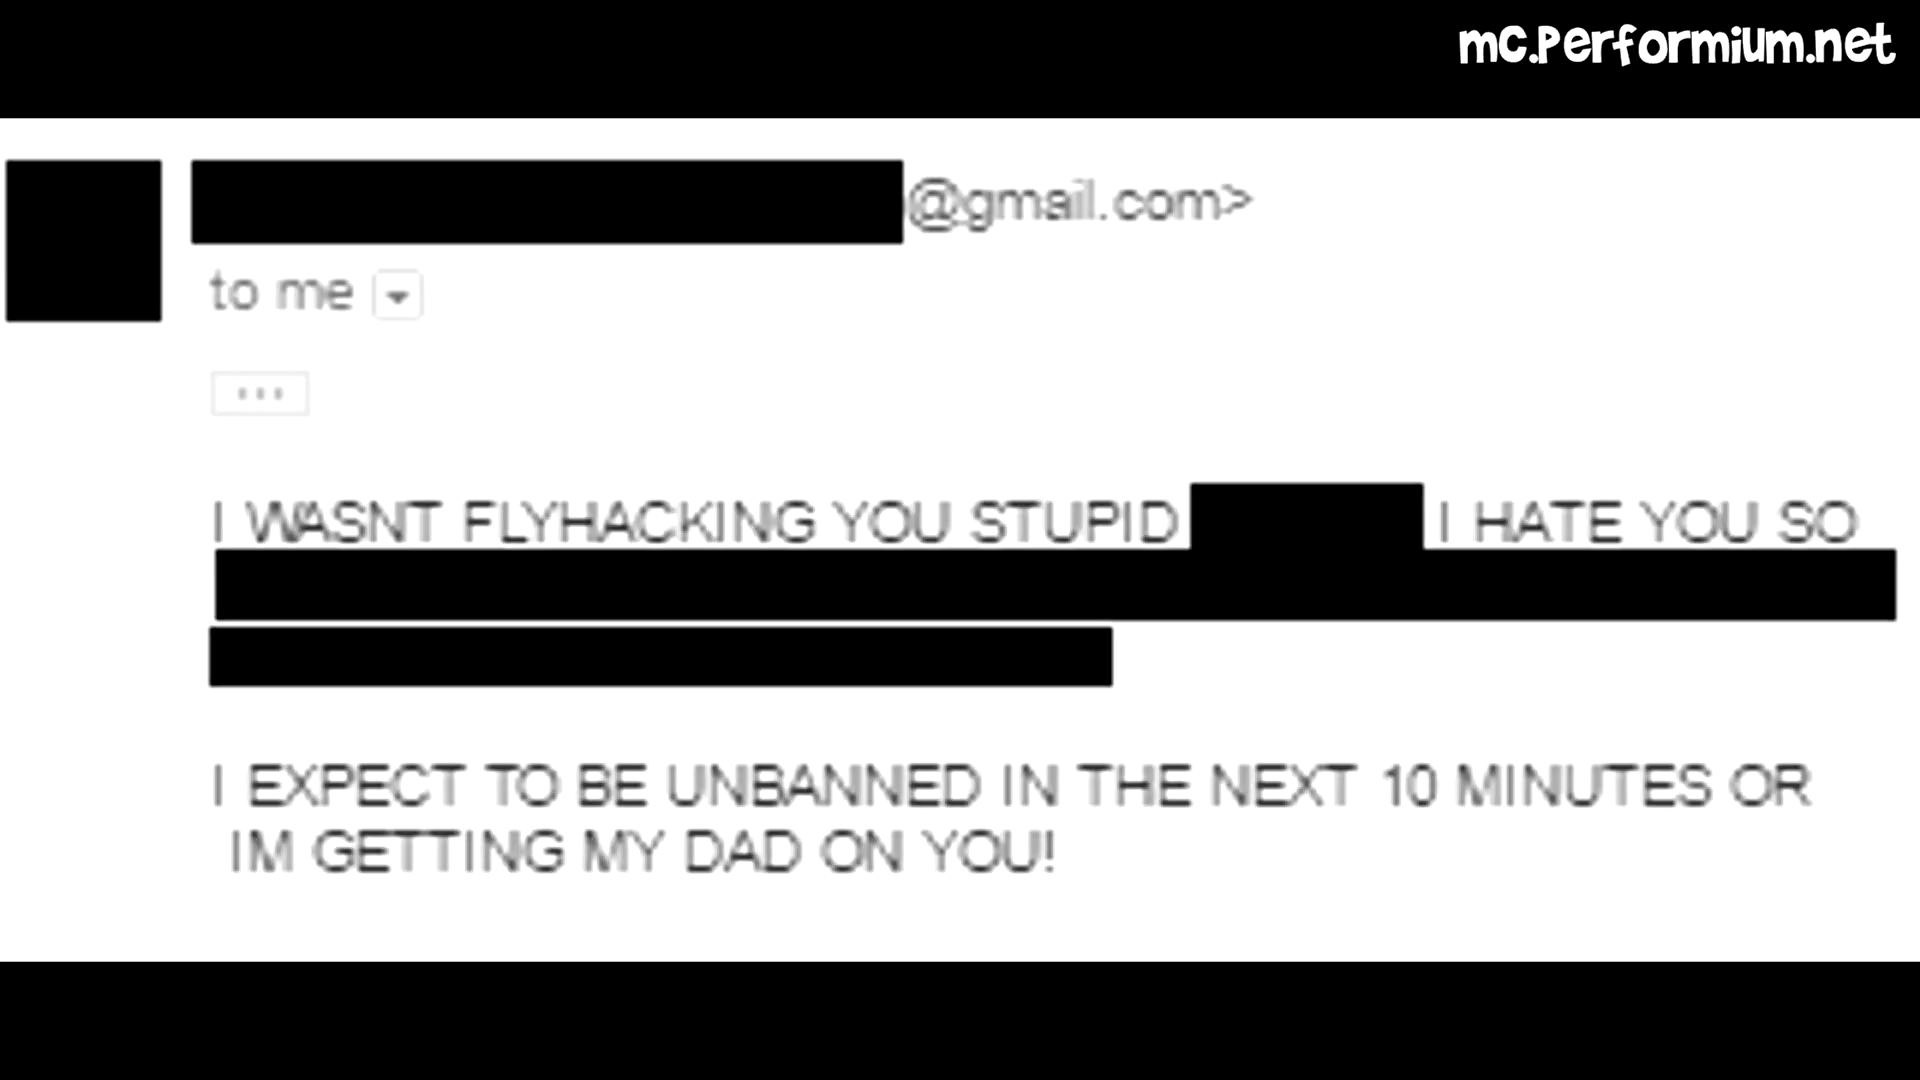 mc.Performium.net
@gmail.com>
to me
...
I WASNT FLYHACKING YOU STUPID I HATE YOU SO
I EXPECT TO BE UNBANNED IN THE NEXT 10 MINUTES OR
IM GETTING MY DAD ON YOU!